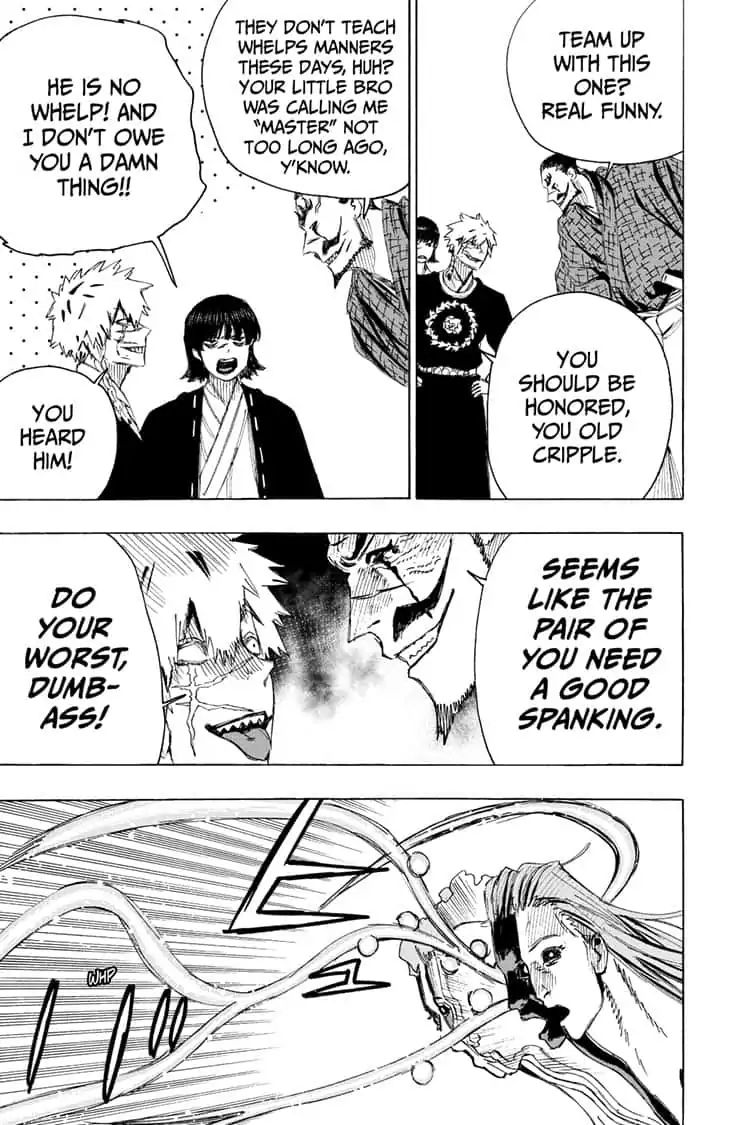 TEAM UP
WITH THIS
ONE?
REAL FUNNY.
YOU
SHOULD BE
HONORED,
YOU OLD
CRIPPLE.
THEY DON'T TEACH
WHELPS MANNERS
THESE DAYS, HUH?
YOUR LITTLE BRO
WAS CALLING ME
"MASTER" NOT
TOO LONG AGO,
Y'KNOW.
HE IS NO
WHELP! AND
I DON'T OWE
YOU A DAMN
THING!!
YOU
HEARD
HIM!
SEEMS
LIKE THE
PAIR OF
YOU NEED
A GOOD
SPANKING.
DO
YOUR
WORST,
DUMB-
ASS!
WHP